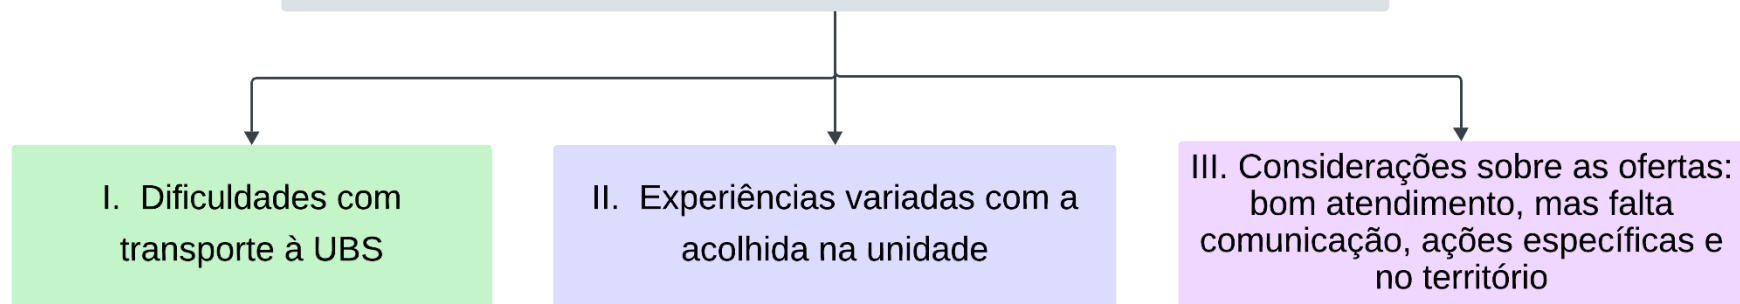 I. Dificuldades com
transporte à UBS
II. Experiências variadas com a
acolhida na unidade
III. Considerações sobre as ofertas:
bom atendimento, mas falta
comunicação, ações específicas e
no território